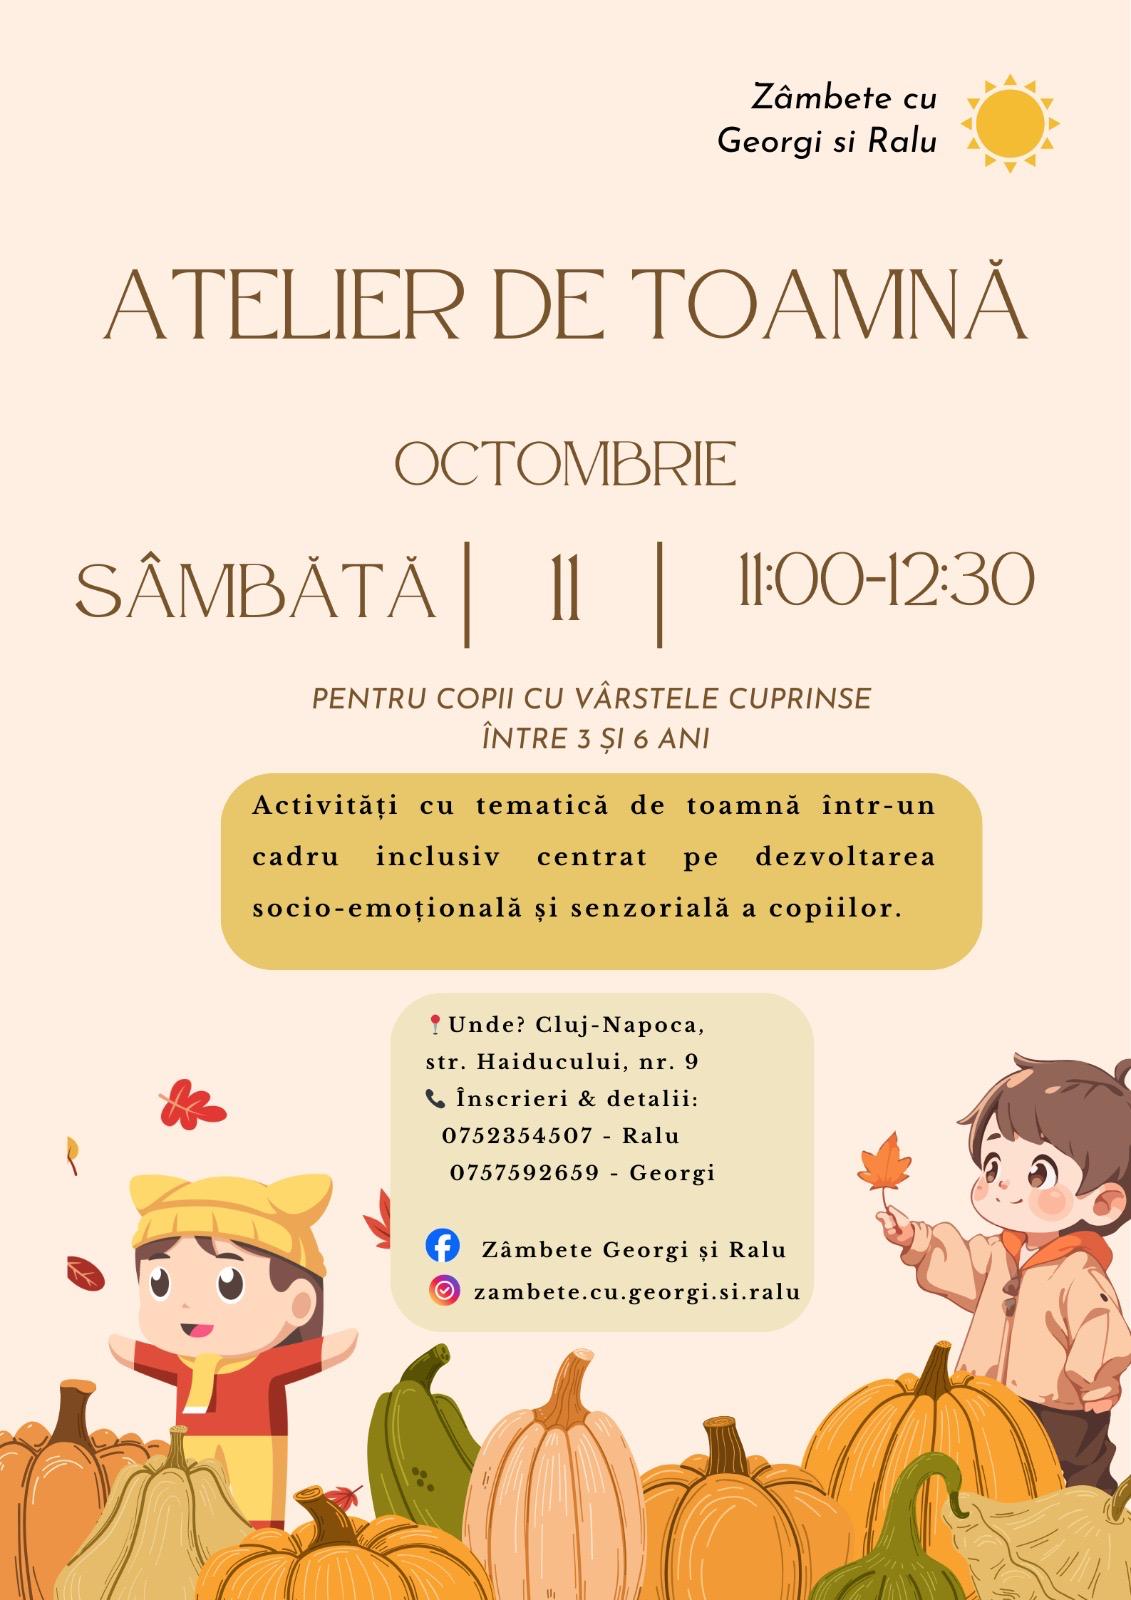 Zâmbete cu
Georgi si Ralu
ATELIER DE TOAMNĂ
OCTOMBRIE
SÂMBĂTĂ | 11 | 11:00-12:30
PENTRU COPII CU VÂRSTELE CUPRINSE
ÎNTRE 3 ȘI 6 ANI
Activități cu tematică de toamnă într-un
cadru inclusiv centrat pe dezvoltarea
socio-emoțională și senzorială a copiilor.
📍Unde? Cluj-Napoca,
str. Haiducului, nr. 9
📞 Înscrieri & detalii:
0752354507 - Ralu
0757592659 - Georgi
Zâmbete Georgi și Ralu
zambete.cu.georgi.si.ralu